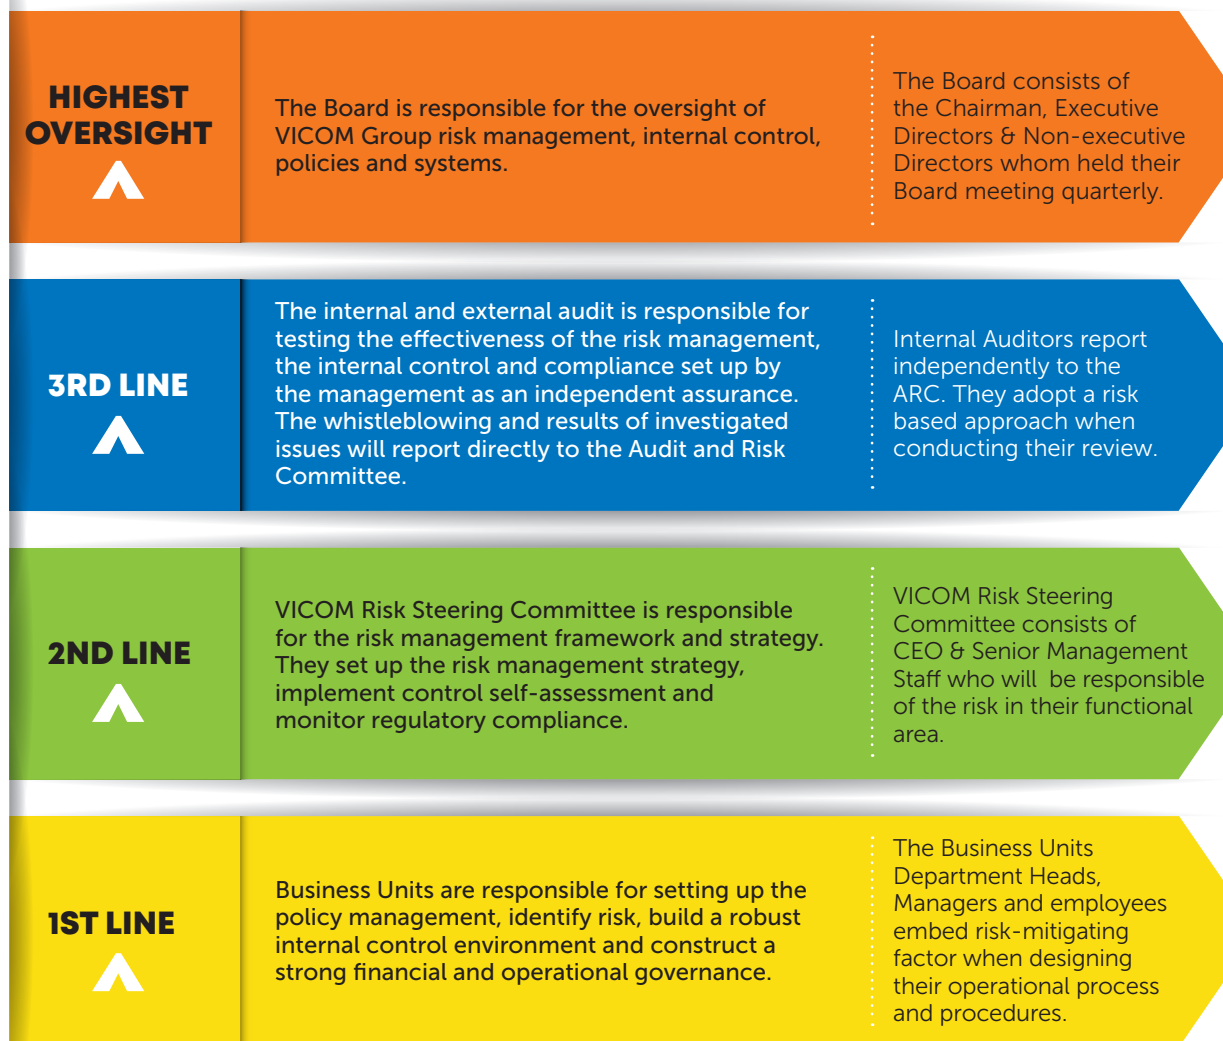 HIGHEST
OVERSIGHT
The Board is responsible for the oversight of
VICOM Group risk management, internal control,
policies and systems.
The Board consists of
the Chairman, Executive
Directors & Non-executive
Directors whom held their
Board meeting quarterly.
3RD LINE
The internal and external audit is responsible for
testing the effectiveness of the risk management,
the internal control and compliance set up by
the management as an independent assurance.
The whistleblowing and results of investigated
issues will report directly to the Audit and Risk
Committee.
Internal Auditors report
independently to the
ARC. They adopt a risk
based approach when
conducting their review.
2ND LINE
VICOM Risk Steering Committee is responsible
for the risk management framework and strategy.
They set up the risk management strategy,
implement control self-assessment and
monitor regulatory compliance.
VICOM Risk Steering
Committee consists of
CEO & Senior Management
Staff who will  be responsible
of the risk in their functional
area.
1ST LINE
Business Units are responsible for setting up the
policy management, identify risk, build a robust
internal control environment and construct a
strong financial and operational governance.
The Business Units
Department Heads,
Managers and employees
embed risk-mitigating
factor when designing
their operational process
and procedures.